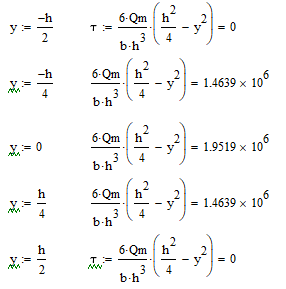 y := -h/2 τ := 6·Qm/(b·h^3)·(h^2/4 − y^2) = 0
y := -h/4 6·Qm/(b·h^3)·(h^2/4 − y^2) = 1.4639 × 10^6
y := 0 6·Qm/(b·h^3)·(h^2/4 − y^2) = 1.9519 × 10^6
y := h/4 6·Qm/(b·h^3)·(h^2/4 − y^2) = 1.4639 × 10^6
y := h/2 τ := 6·Qm/(b·h^3)·(h^2/4 − y^2) = 0